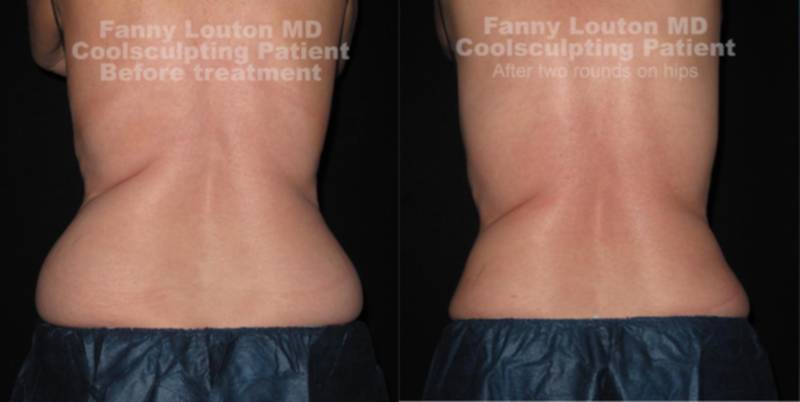 Fanny Louton MD
Coolsculpting Patient
Before treatment
Fanny Louton MD
Coolsculpting Patient
After two rounds on hips